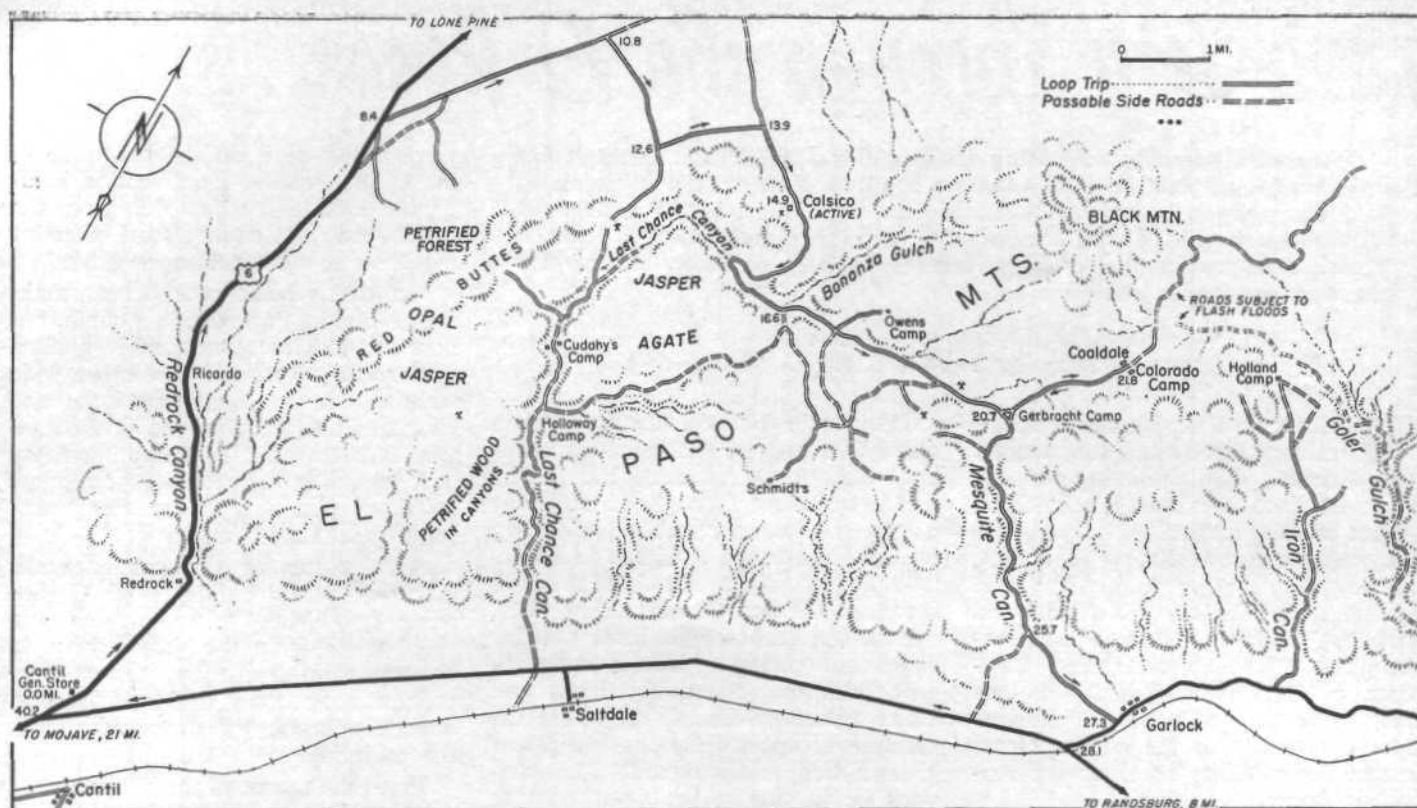 TO LONE PINE
10.8
0 1 MI.
Loop Trip
Passable Side Roads
8.4
13.9
12.6
14.9
Calsico
(ACTIVE)
BLACK MTN.
PETRIFIED
FOREST
Last Chance Canyon
Bonanza Gulch
MTS.
6
RED BUTTES
OPAL
JASPER
ROADS SUBJECT TO
FLASH FLOODS
16.6
Owens
Camp
Cudahy's
Camp
AGATE
Ricardo
JASPER
Coaldale
Colorado
Camp
21.8
Holland
Camp
Redrock Canyon
Holloway
Camp
20.7
Gerbracht Camp
Goler
Gulch
PASO
Schmidt's
Last Chance Can.
Mesquite
Can.
EL
PETRIFIED WOOD
IN CANYONS
Iron
Can.
Redrock
25.7
Cantil
Gen. Store
0.0 MI.
40.2
TO MOJAVE, 21 MI.
Saltdale
27.3
Garlock
28.1
Cantil
TO RANDSBURG, 8 MI.